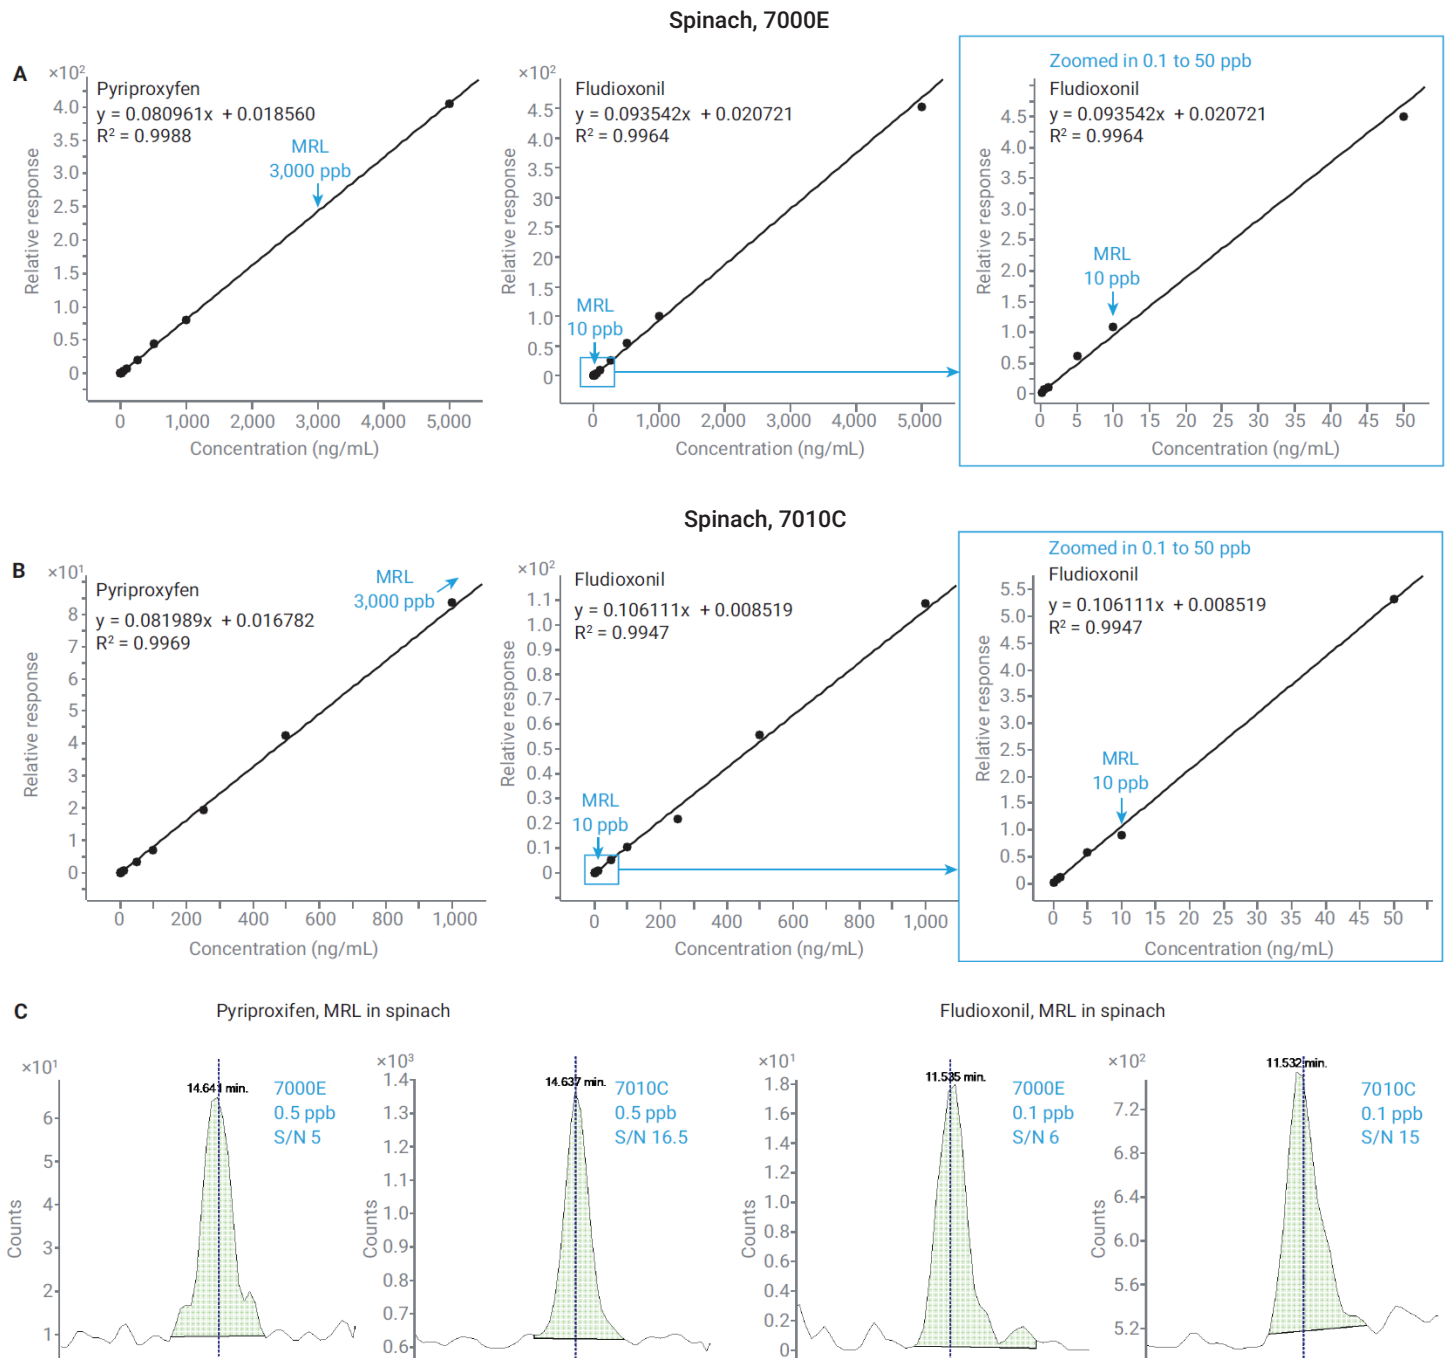 Spinach, 7000E
A
×10²
Pyriproxyfen
y = 0.080961x + 0.018560
R² = 0.9988
MRL
3,000 ppb
4.0
3.5
3.0
2.5
2.0
1.5
1.0
0.5
0
Relative response
0 1,000 2,000 3,000 4,000 5,000
Concentration (ng/mL)
×10²
Fludioxonil
y = 0.093542x + 0.020721
R² = 0.9964
MRL
10 ppb
4.5
4.0
3.5
30
2.5
2.0
1.5
1.0
0.5
0
Relative response
0 1,000 2,000 3,000 4,000 5,000
Concentration (ng/mL)
Zoomed in 0.1 to 50 ppb
Fludioxonil
y = 0.093542x + 0.020721
R² = 0.9964
MRL
10 ppb
4.5
4.0
3.5
3.0
2.5
2.0
1.5
1.0
0.5
0
Relative response
0 5 10 15 20 25 30 35 40 45 50
Concentration (ng/mL)
Spinach, 7010C
B
×10¹
Pyriproxyfen
y = 0.081989x + 0.016782
R² = 0.9969
MRL
3,000 ppb
8
7
6
5
4
3
2
1
0
Relative response
0 200 400 600 800 1,000
Concentration (ng/mL)
×10²
Fludioxonil
y = 0.106111x + 0.008519
R² = 0.9947
MRL
10 ppb
1.1
1.0
0.9
0.8
0.7
0.6
0.5
0.4
0.3
0.2
0.1
0
Relative response
0 200 400 600 800 1,000
Concentration (ng/mL)
Zoomed in 0.1 to 50 ppb
Fludioxonil
y = 0.106111x + 0.008519
R² = 0.9947
MRL
10 ppb
5.5
5.0
4.5
4.0
3.5
3.0
2.5
2.0
1.5
1.0
0.5
0
Relative response
0 5 10 15 20 25 30 35 40 45 50
Concentration (ng/mL)
C
Pyriproxifen, MRL in spinach
×10¹
14.641 min.
7000E
0.5 ppb
S/N 5
6
5
4
3
2
1
Counts
×10³
14.637 min.
7010C
0.5 ppb
S/N 16.5
1.4
1.3
1.2
1.1
1.0
0.9
0.8
0.7
0.6
Counts
Fludioxonil, MRL in spinach
×10¹
11.535 min.
7000E
0.1 ppb
S/N 6
1.8
1.6
1.4
1.2
1.0
0.8
0.6
0.4
0.2
0
Counts
×10²
11.532 min.
7010C
0.1 ppb
S/N 15
7.2
6.8
6.4
6.0
5.6
5.2
Counts